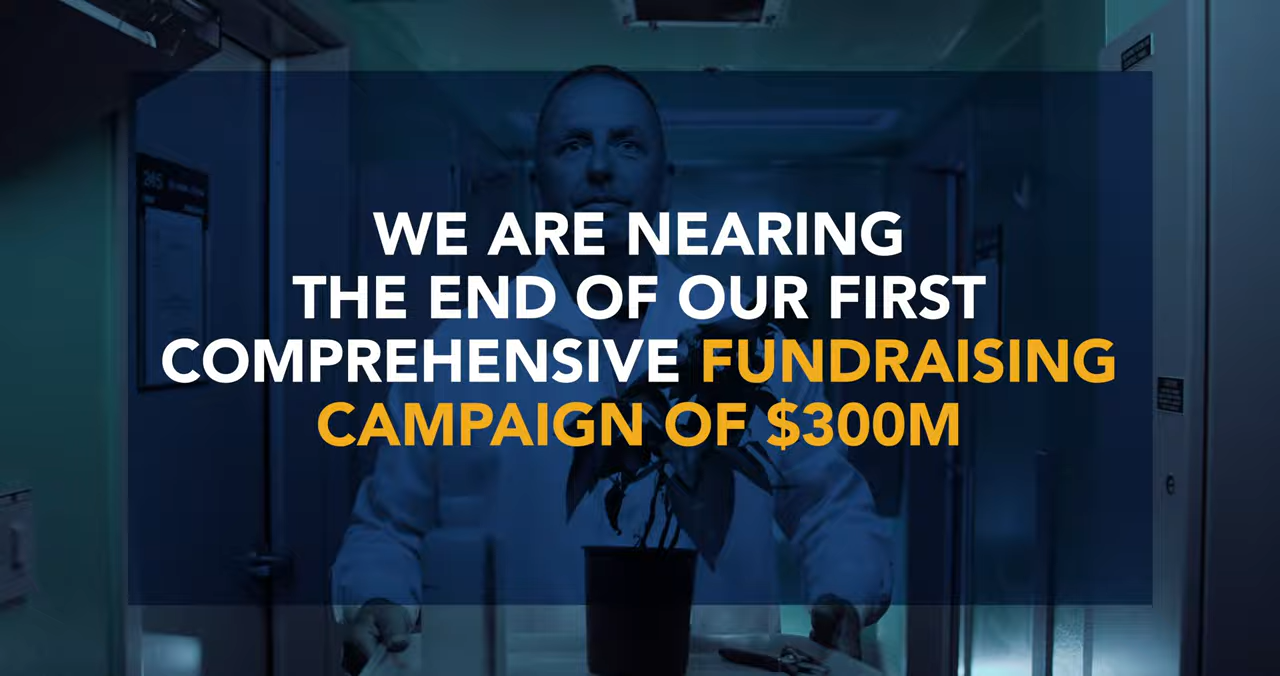 WE ARE NEARING
THE END OF OUR FIRST
COMPREHENSIVE FUNDRAISING
CAMPAIGN OF $300M